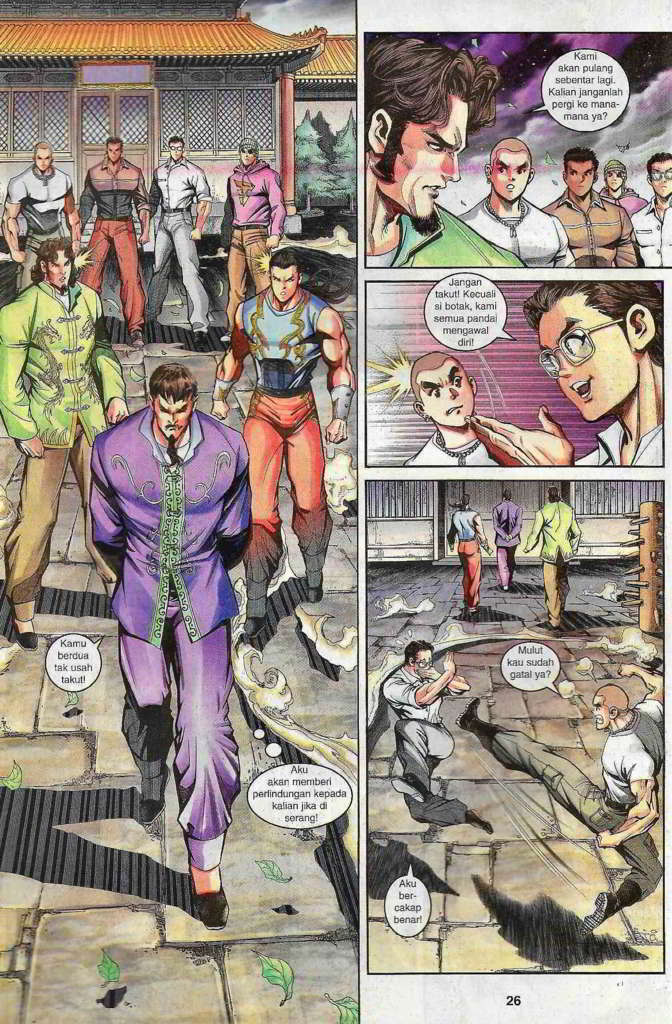 Kamu
berdua
tak usah
takut!
Aku
akan memberi
perlindungan kepada
kalian jika di
serang!
Kami
akan pulang
sebentar lagi.
Kalian janganlah
pergi ke mana-
mana ya?
Jangan
takut! Kecuali
si botak, kami
semua pandai
mengawal
diri!
Mulut
kau sudah
gatal ya?
Aku
ber-
cakap
benar!
26